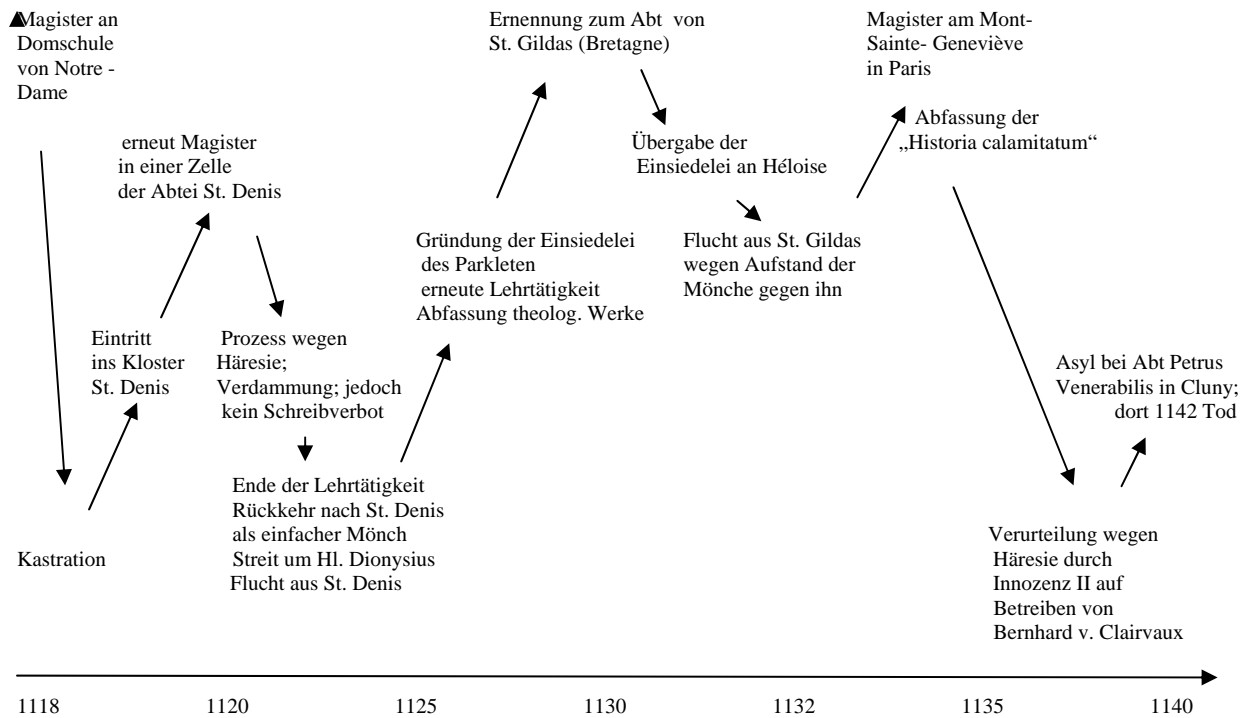 Magister an
Domschule
von Notre -
Dame
erneut Magister
in einer Zelle
der Abtei St. Denis
Eintritt
ins Kloster
St. Denis
Kastration
Prozess wegen
Häresie;
Verdammung; jedoch
kein Schreibverbot
Ende der Lehrtätigkeit
Rückkehr nach St. Denis
als einfacher Mönch
Streit um Hl. Dionysius
Flucht aus St. Denis
Ernennung zum Abt von
St. Gildas (Bretagne)
Gründung der Einsiedelei
des Parkleten
erneute Lehrtätigkeit
Abfassung theolog. Werke
Übergabe der
Einsiedelei an Héloise
Flucht aus St. Gildas
wegen Aufstand der
Mönche gegen ihn
Magister am Mont-
Sainte- Geneviève
in Paris
Abfassung der
„Historia calamitatum“
Asyl bei Abt Petrus
Venerabilis in Cluny;
dort 1142 Tod
Verurteilung wegen
Häresie durch
Innozenz II auf
Betreiben von
Bernhard v. Clairvaux
1118 1120 1125 1130 1132 1135 1140